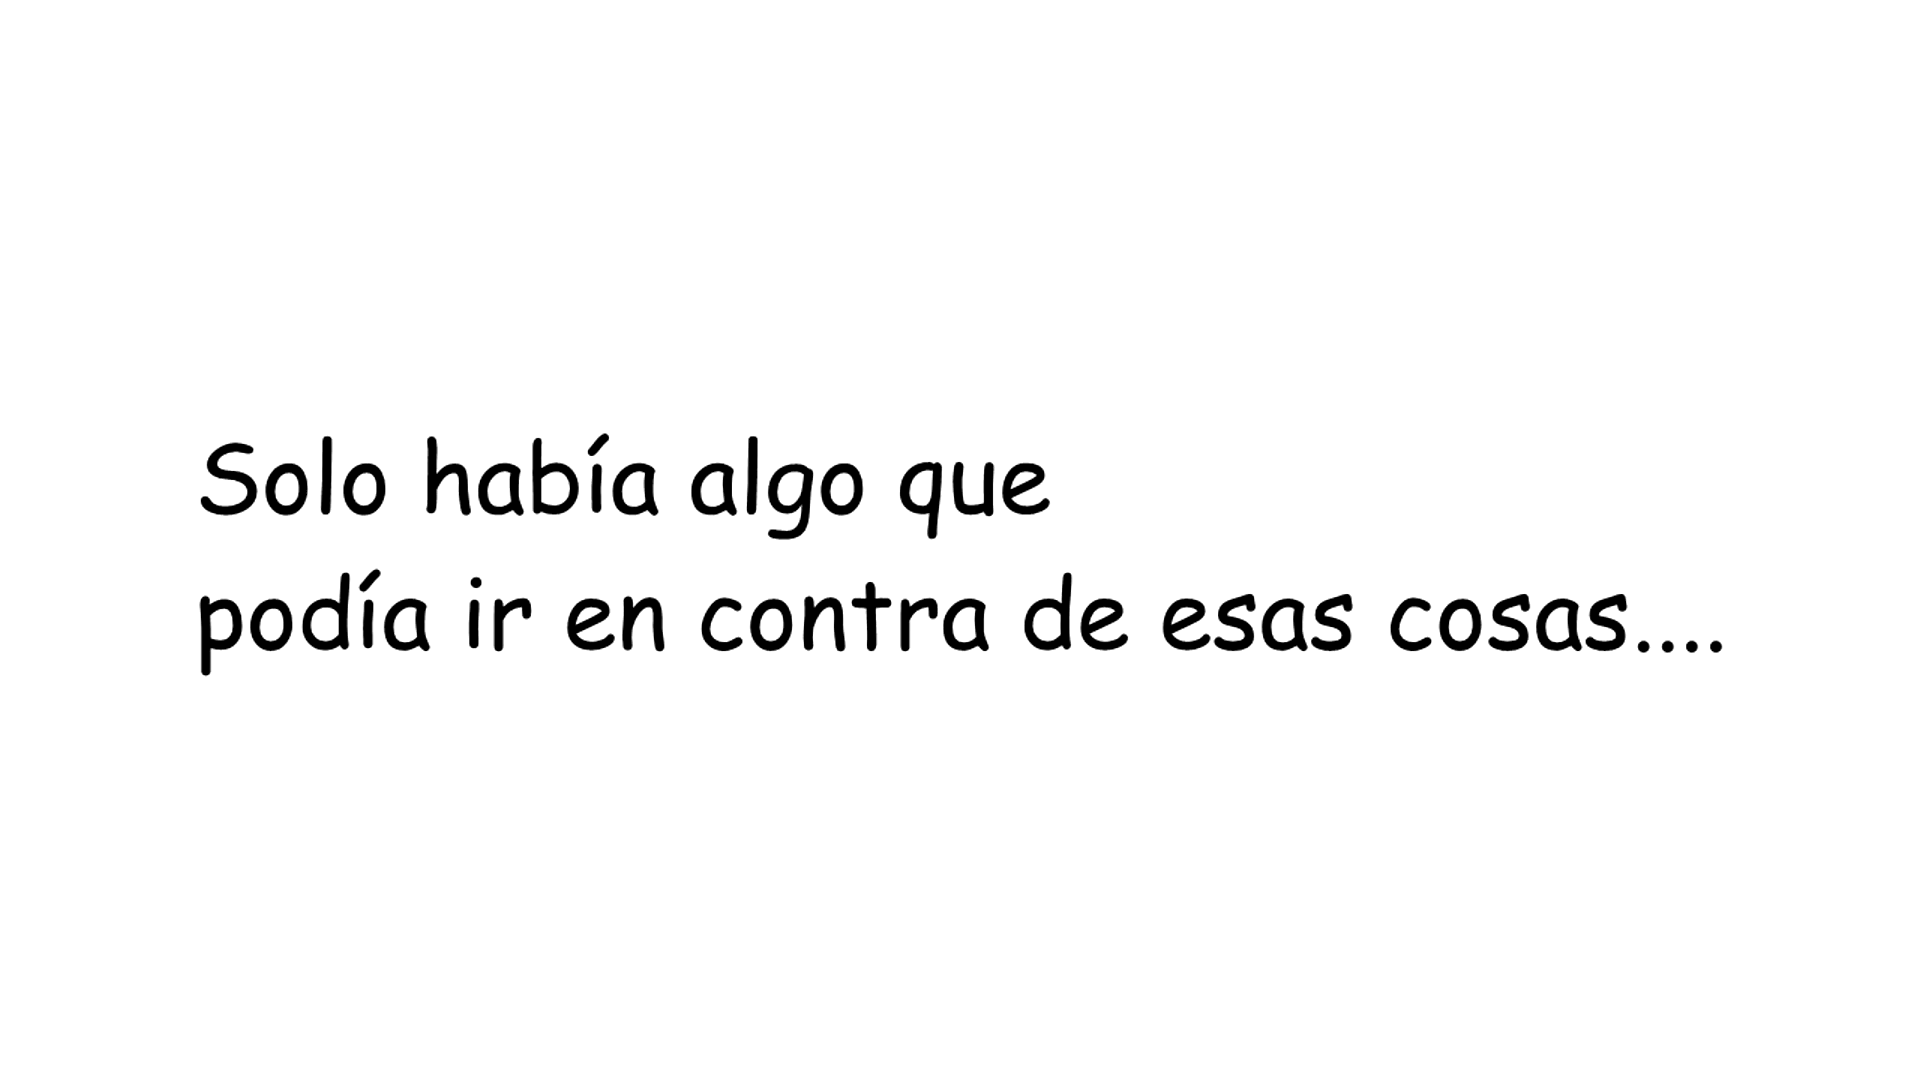 Solo había algo que
podía ir en contra de esas cosas....